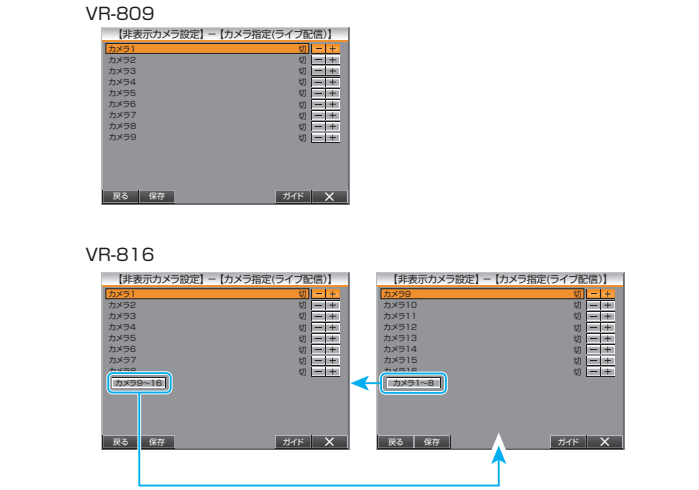 VR-809
【非表示カメラ設定】－【カメラ指定(ライブ配信)】
カメラ1 切 － ＋
カメラ2 切 － ＋
カメラ3 切 － ＋
カメラ4 切 － ＋
カメラ5 切 － ＋
カメラ6 切 － ＋
カメラ7 切 － ＋
カメラ8 切 － ＋
カメラ9 切 － ＋
戻る 保存 ガイド ×
VR-816
【非表示カメラ設定】－【カメラ指定(ライブ配信)】
カメラ1 切 － ＋
カメラ2 切 － ＋
カメラ3 切 － ＋
カメラ4 切 － ＋
カメラ5 切 － ＋
カメラ6 切 － ＋
カメラ7 切 － ＋
カメラ8 切 － ＋
カメラ9～16
戻る 保存 ガイド ×
【非表示カメラ設定】－【カメラ指定(ライブ配信)】
カメラ9 切 － ＋
カメラ10 切 － ＋
カメラ11 切 － ＋
カメラ12 切 － ＋
カメラ13 切 － ＋
カメラ14 切 － ＋
カメラ15 切 － ＋
カメラ16 切 － ＋
カメラ1～8
戻る 保存 ガイド ×